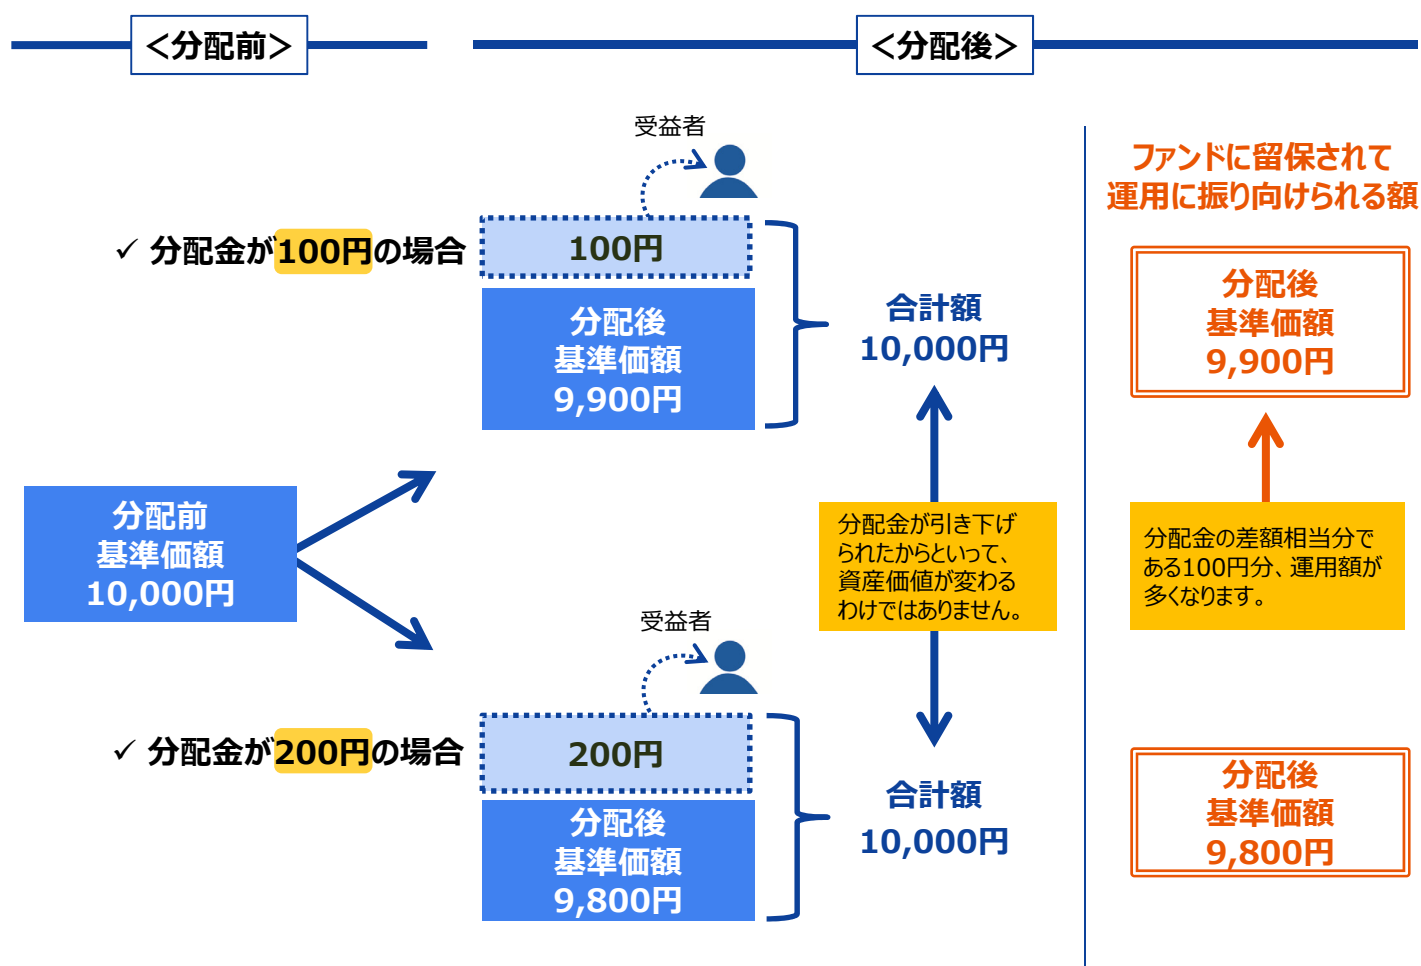 ＜分配前＞
＜分配後＞
受益者
ファンドに留保されて
運用に振り向けられる額
✓ 分配金が100円の場合
100円
分配後
基準価額
9,900円
合計額
10,000円
分配後
基準価額
9,900円
分配前
基準価額
10,000円
分配金が引き下げ
られたからといって、
資産価値が変わる
わけではありません。
分配金の差額相当分で
ある100円分、運用額が
多くなります。
受益者
✓ 分配金が200円の場合
200円
分配後
基準価額
9,800円
合計額
10,000円
分配後
基準価額
9,800円